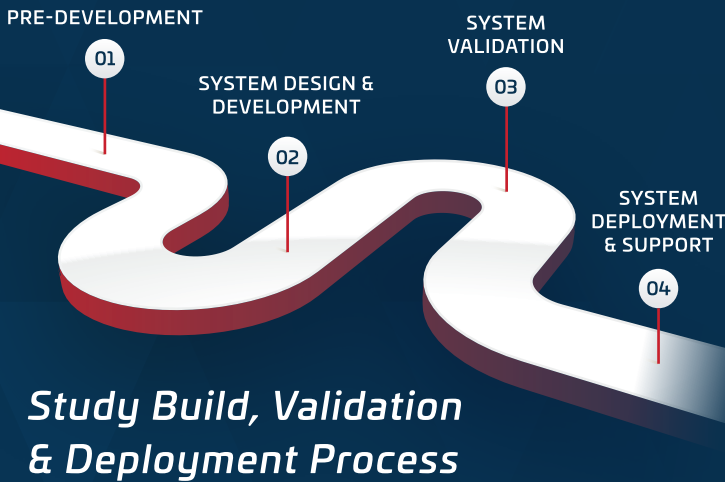 PRE-DEVELOPMENT
01
SYSTEM DESIGN &
DEVELOPMENT
02
SYSTEM
VALIDATION
03
SYSTEM
DEPLOYMENT
& SUPPORT
04
Study Build, Validation
& Deployment Process